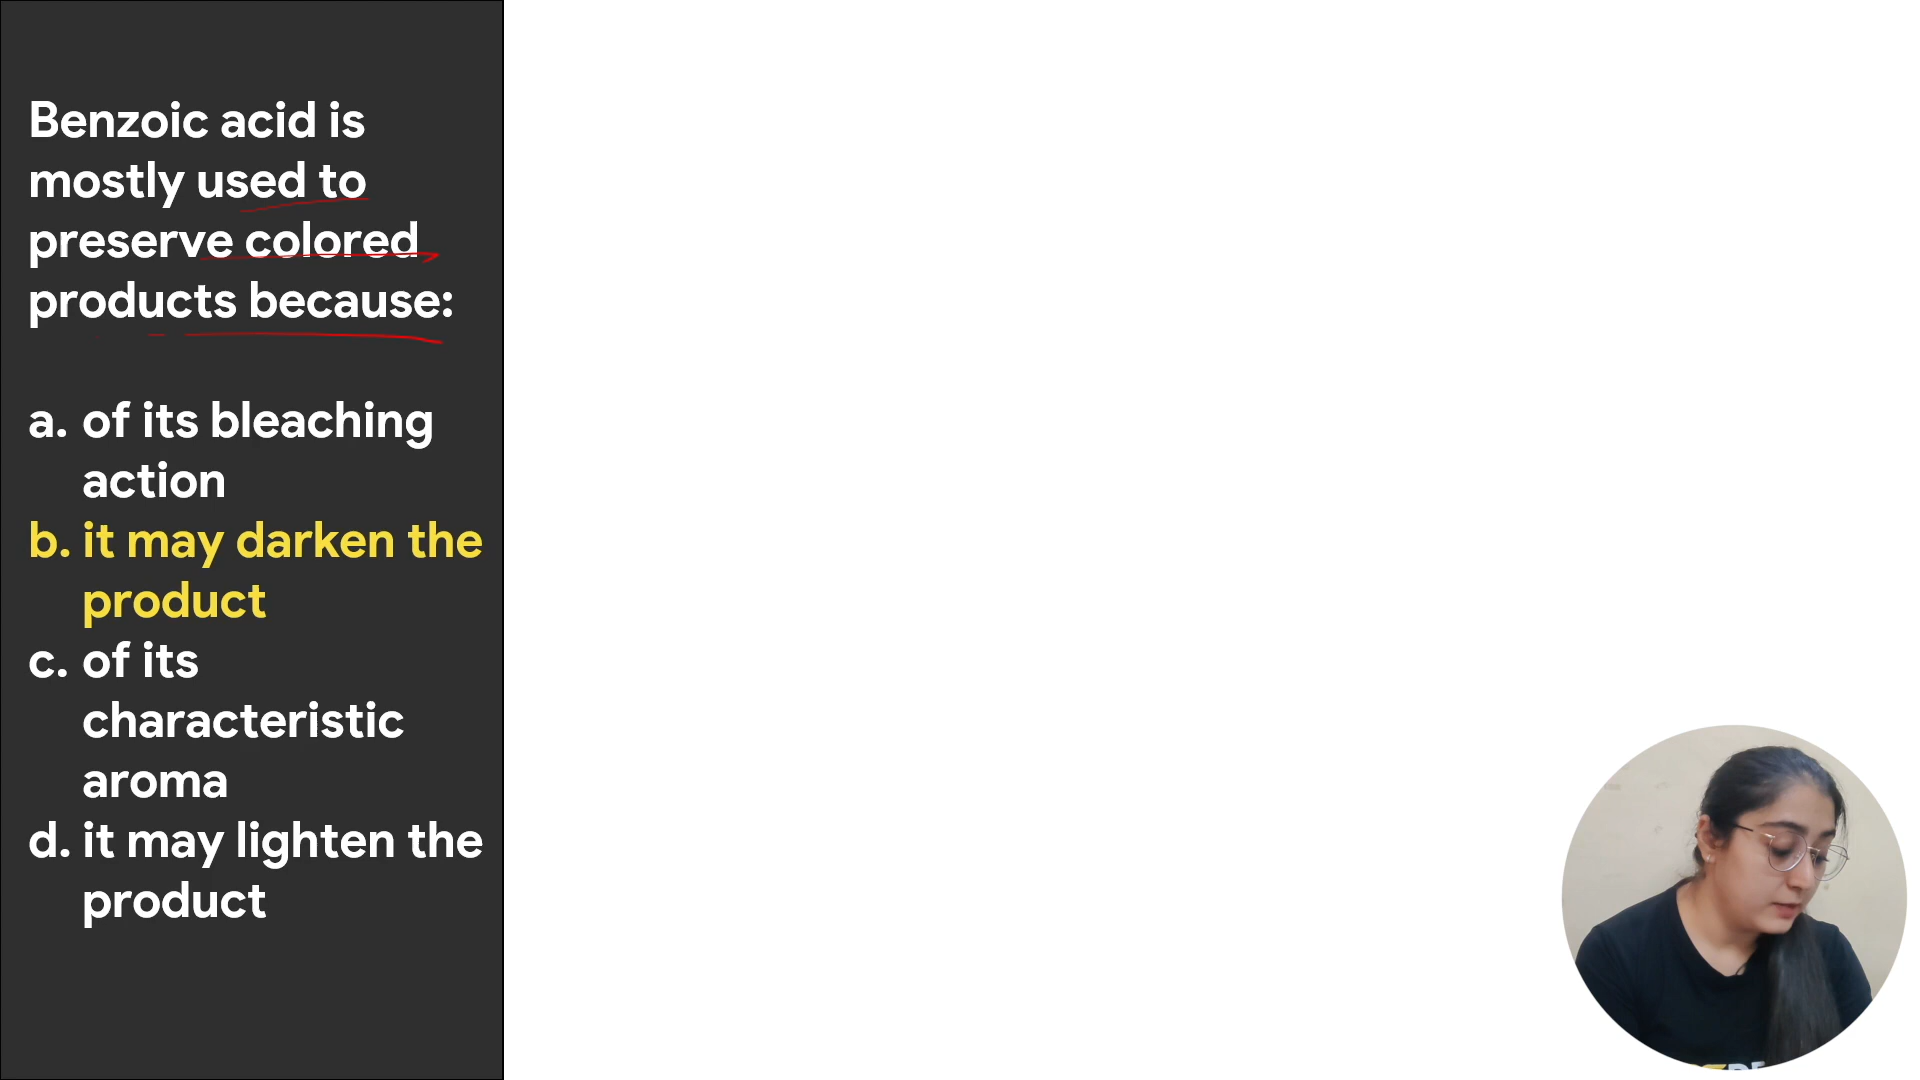 Benzoic acid is
mostly used to
preserve colored
products because:
a. of its bleaching
action
b. it may darken the
product
c. of its
characteristic
aroma
d. it may lighten the
product